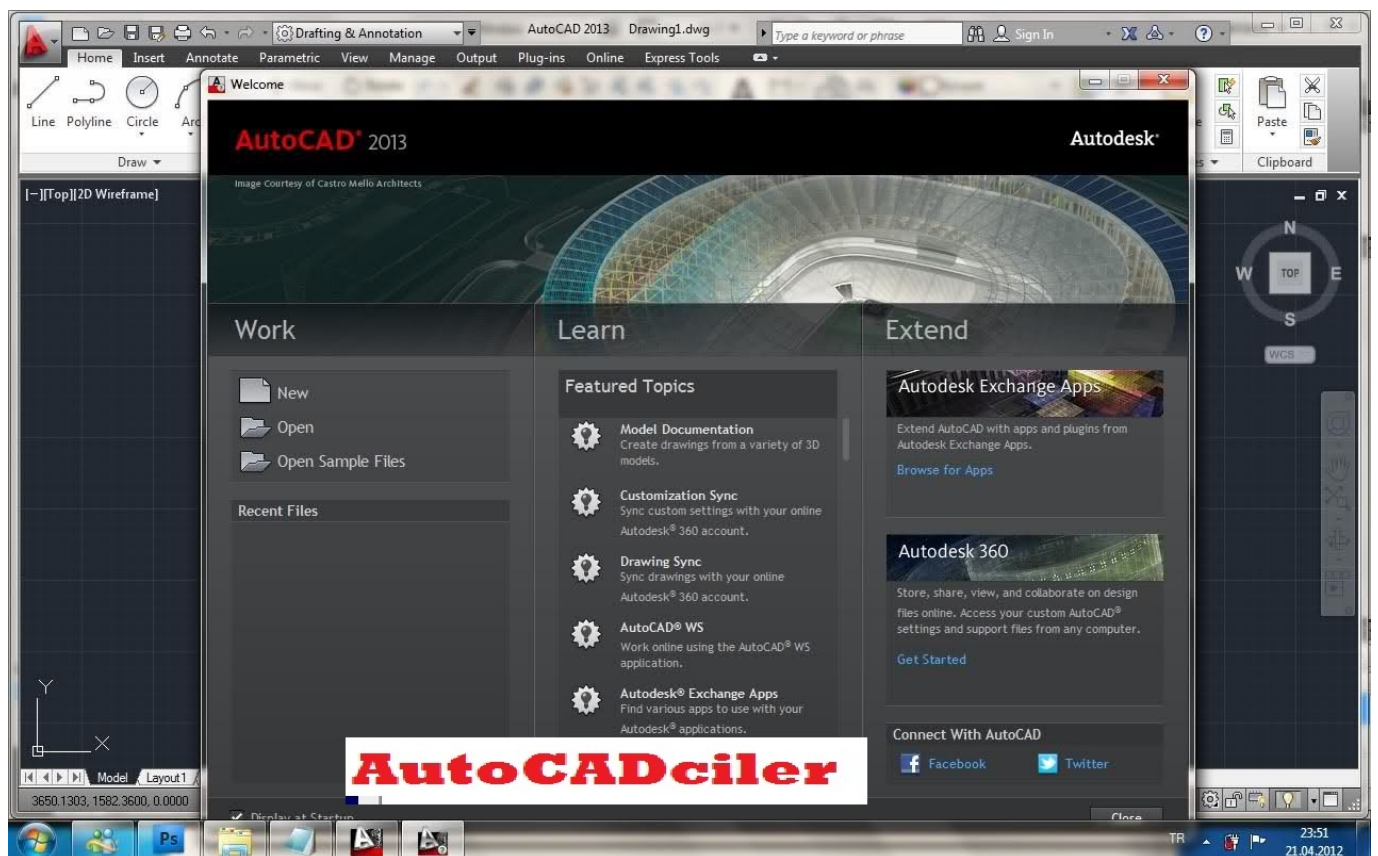 Drafting & Annotation
AutoCAD 2013 Drawing1.dwg
Type a keyword or phrase
Sign In
Home Insert Annotate Parametric View Manage Output Plug-ins Online Express Tools
Line Polyline Circle Arc
Draw
Paste
Clipboard
Welcome
AutoCAD® 2013
Autodesk®
Image Courtesy of Castro Mello Architects
[−][Top][2D Wireframe]
N
W TOP E
S
WCS
Work
New
Open
Open Sample Files
Recent Files
Learn
Featured Topics
Model Documentation
Create drawings from a variety of 3D
models.
Customization Sync
Sync custom settings with your online
Autodesk® 360 account.
Drawing Sync
Sync drawings with your online
Autodesk® 360 account.
AutoCAD® WS
Work online using the AutoCAD® WS
application.
Autodesk® Exchange Apps
Find various apps to use with your
Autodesk® applications.
Extend
Autodesk Exchange Apps
Extend AutoCAD with apps and plugins from
Autodesk Exchange Apps.
Browse for Apps
Autodesk 360
Store, share, view, and collaborate on design
files online. Access your custom AutoCAD®
settings and support files from any computer.
Get Started
Connect With AutoCAD
Facebook Twitter
AutoCADciler
Display at Startup
Close
Y
X
Model Layout1
3650.1303, 1582.3600, 0.0000
Ps
TR
23:51
21.04.2012